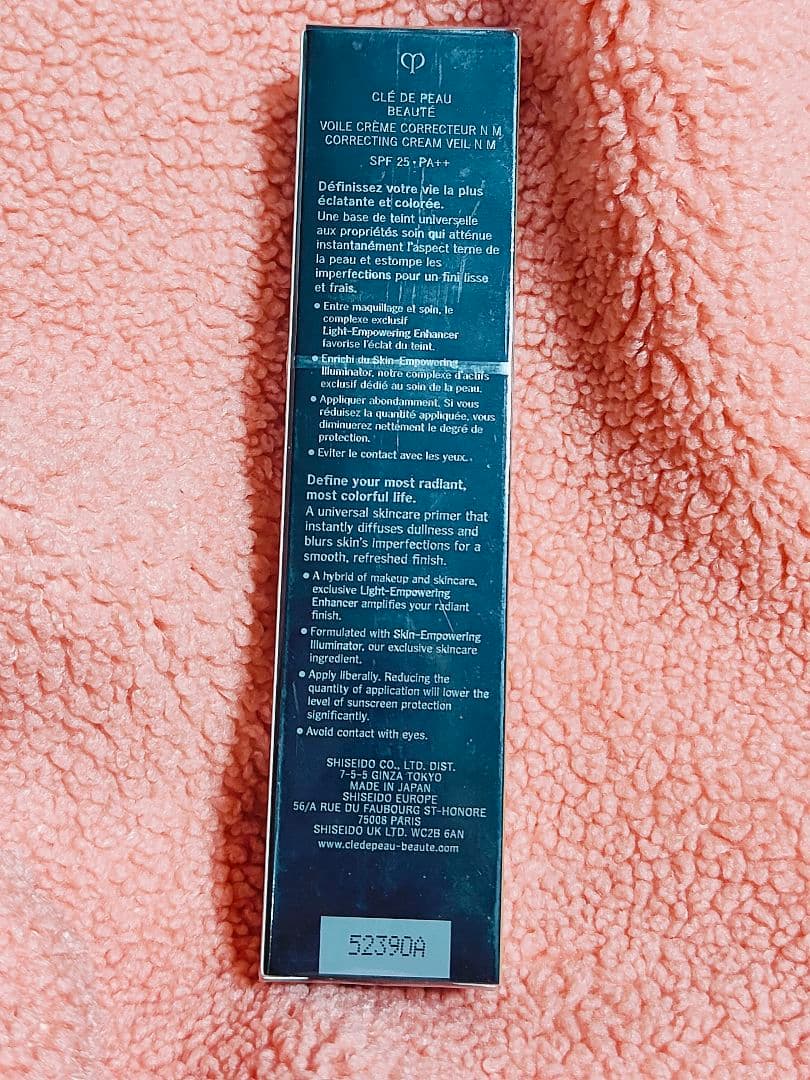 CLÉ DE PEAU
BEAUTÉ
VOILE CRÈME CORRECTEUR N M
CORRECTING CREAM VEIL N M
SPF 25・PA++
Définissez votre vie la plus
éclatante et colorée.
Une base de teint universelle
aux propriétés soin qui atténue
instantanément l'aspect terne de
la peau et estompe les
imperfections pour un fini lisse
et frais.
• Entre maquillage et soin, le
complexe exclusif
Light-Empowering Enhancer
favorise l'éclat du teint.
• Enrichi du Skin-Empowering
Illuminator, notre complexe d'actifs
exclusif dédié au soin de la peau.
• Appliquer abondamment. Si vous
réduisez la quantité appliquée, vous
diminuerez nettement le degré de
protection.
• Eviter le contact avec les yeux.
Define your most radiant,
most colorful life.
A universal skincare primer that
instantly diffuses dullness and
blurs skin's imperfections for a
smooth, refreshed finish.
• A hybrid of makeup and skincare,
exclusive Light-Empowering
Enhancer amplifies your radiant
finish.
• Formulated with Skin-Empowering
Illuminator, our exclusive skincare
ingredient.
• Apply liberally. Reducing the
quantity of application will lower the
level of sunscreen protection
significantly.
• Avoid contact with eyes.
SHISEIDO CO., LTD. DIST.
7-5-5 GINZA TOKYO
MADE IN JAPAN
SHISEIDO EUROPE
56/A RUE DU FAUBOURG ST-HONORE
75008 PARIS
SHISEIDO UK LTD. WC2B 6AN
www.cledepeau-beaute.com
52390A